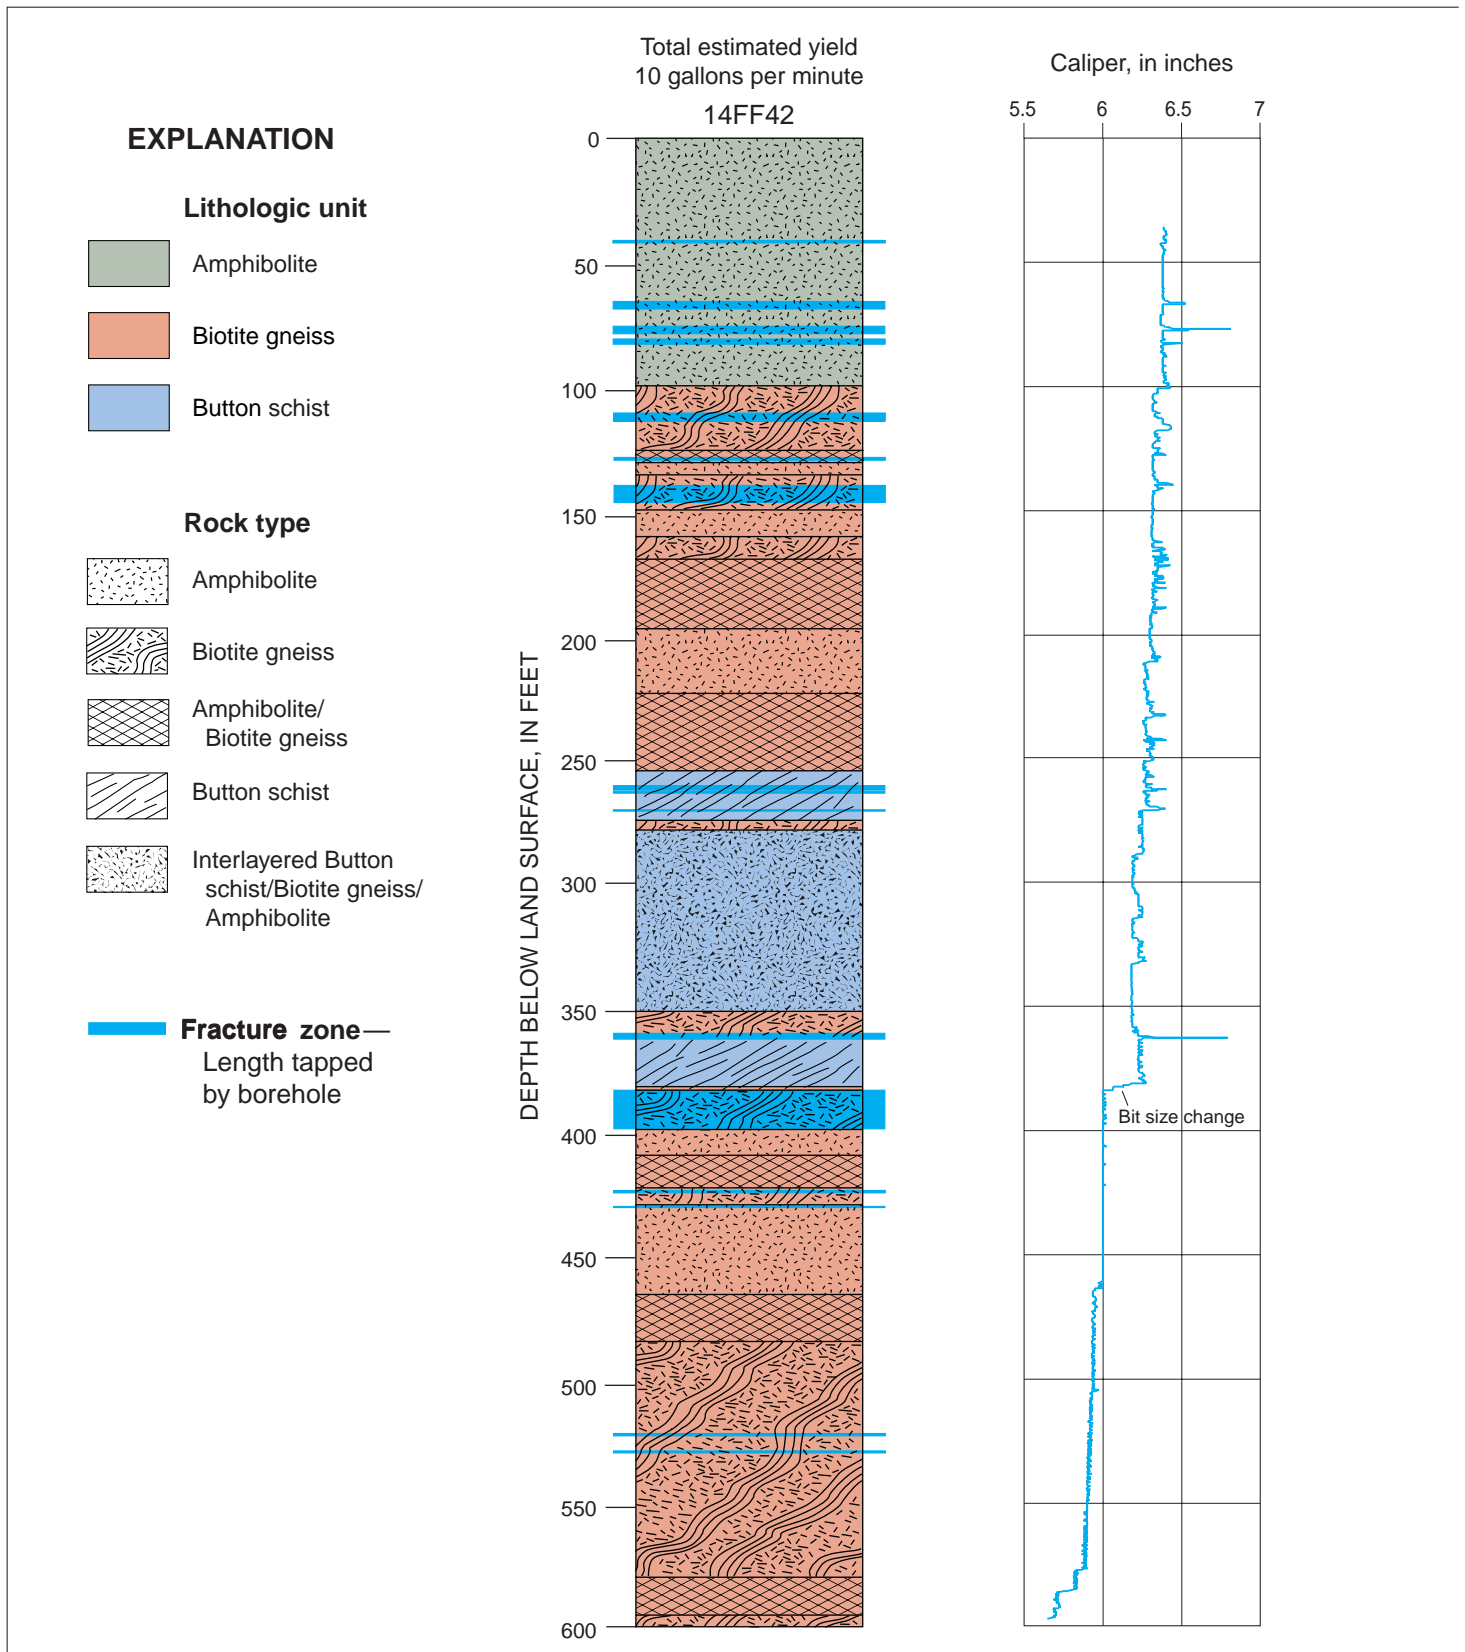 Total estimated yield
10 gallons per minute
14FF42
Caliper, in inches
5.5 6 6.5 7
EXPLANATION
Lithologic unit
Amphibolite
Biotite gneiss
Button schist
Rock type
Amphibolite
Biotite gneiss
Amphibolite/
Biotite gneiss
Button schist
Interlayered Button
schist/Biotite gneiss/
Amphibolite
Fracture zone—
Length tapped
by borehole
DEPTH BELOW LAND SURFACE, IN FEET
0
50
100
150
200
250
300
350
400
450
500
550
600
Bit size change